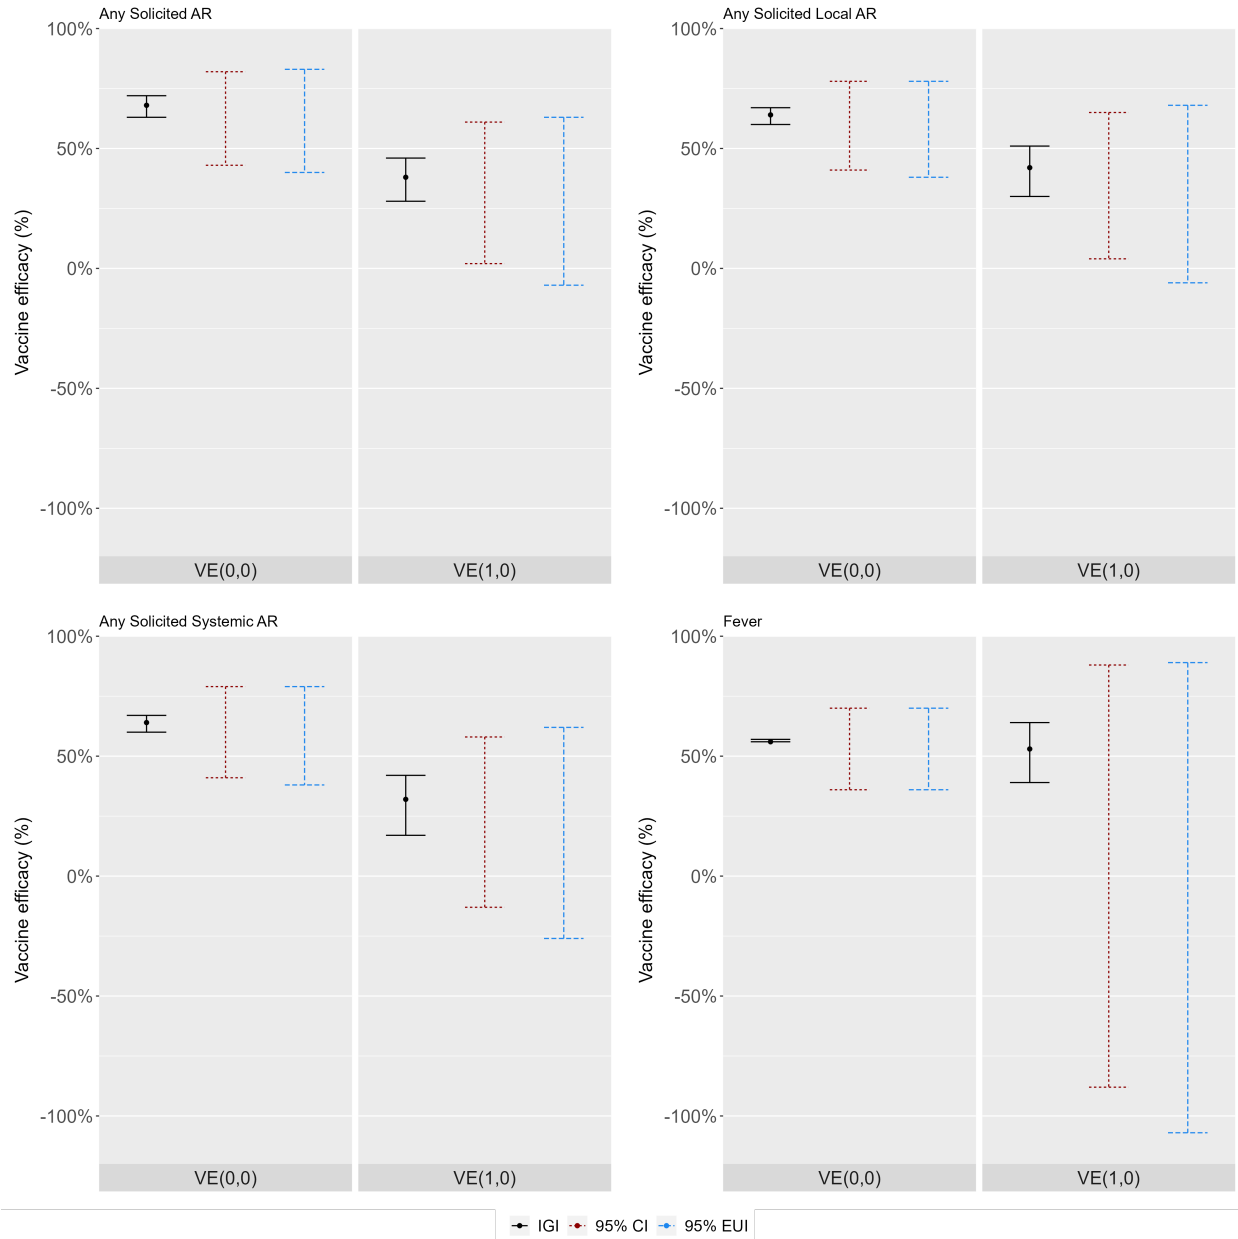 Any Solicited AR
100%
50%
0%
-50%
-100%
Vaccine efficacy (%)
VE(0,0)
VE(1,0)
Any Solicited Local AR
100%
50%
0%
-50%
-100%
Vaccine efficacy (%)
VE(0,0)
VE(1,0)
Any Solicited Systemic AR
100%
50%
0%
-50%
-100%
Vaccine efficacy (%)
VE(0,0)
VE(1,0)
Fever
100%
50%
0%
-50%
-100%
Vaccine efficacy (%)
VE(0,0)
VE(1,0)
IGI 95% CI 95% EUI